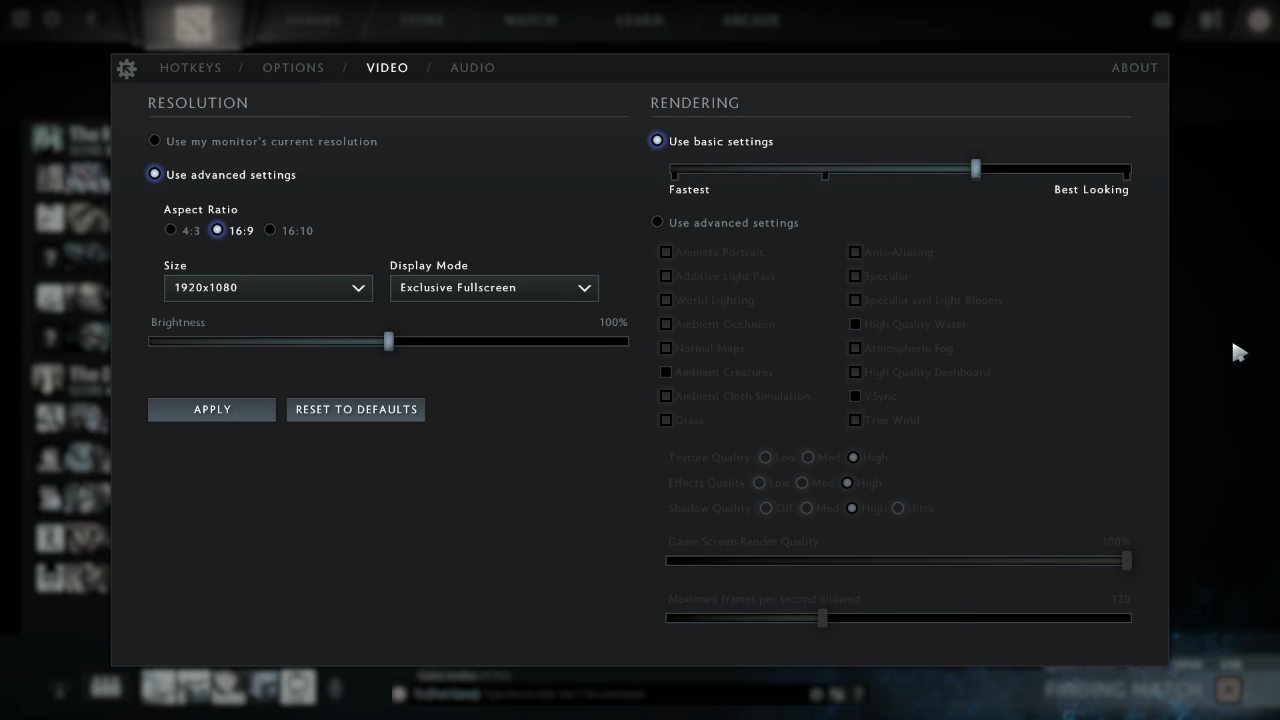 STORE
WATCH
LEARN
ARCADE
HOTKEYS / OPTIONS / VIDEO / AUDIO
ABOUT
RESOLUTION
Use my monitor's current resolution
Use advanced settings
Aspect Ratio
4:3 16:9 16:10
Size
1920x1080
Display Mode
Exclusive Fullscreen
Brightness 100%
APPLY
RESET TO DEFAULTS
RENDERING
Use basic settings
Fastest Best Looking
Use advanced settings
Animate Portrait
Additive Light Pass
World Lighting
Ambient Occlusion
Normal Maps
Ambient Creatures
Ambient Cloth Simulation
Grass
Anti-Aliasing
Specular
Specular and Light Blooms
High Quality Water
Atmospheric Fog
High Quality Dashboard
VSync
Tree Wind
Texture Quality Low Med High
Effects Quality Low Med High
Shadow Quality Off Med High Ultra
Game Screen Render Quality 100%
Maximum frames per second allowed 120
FINDING MATCH